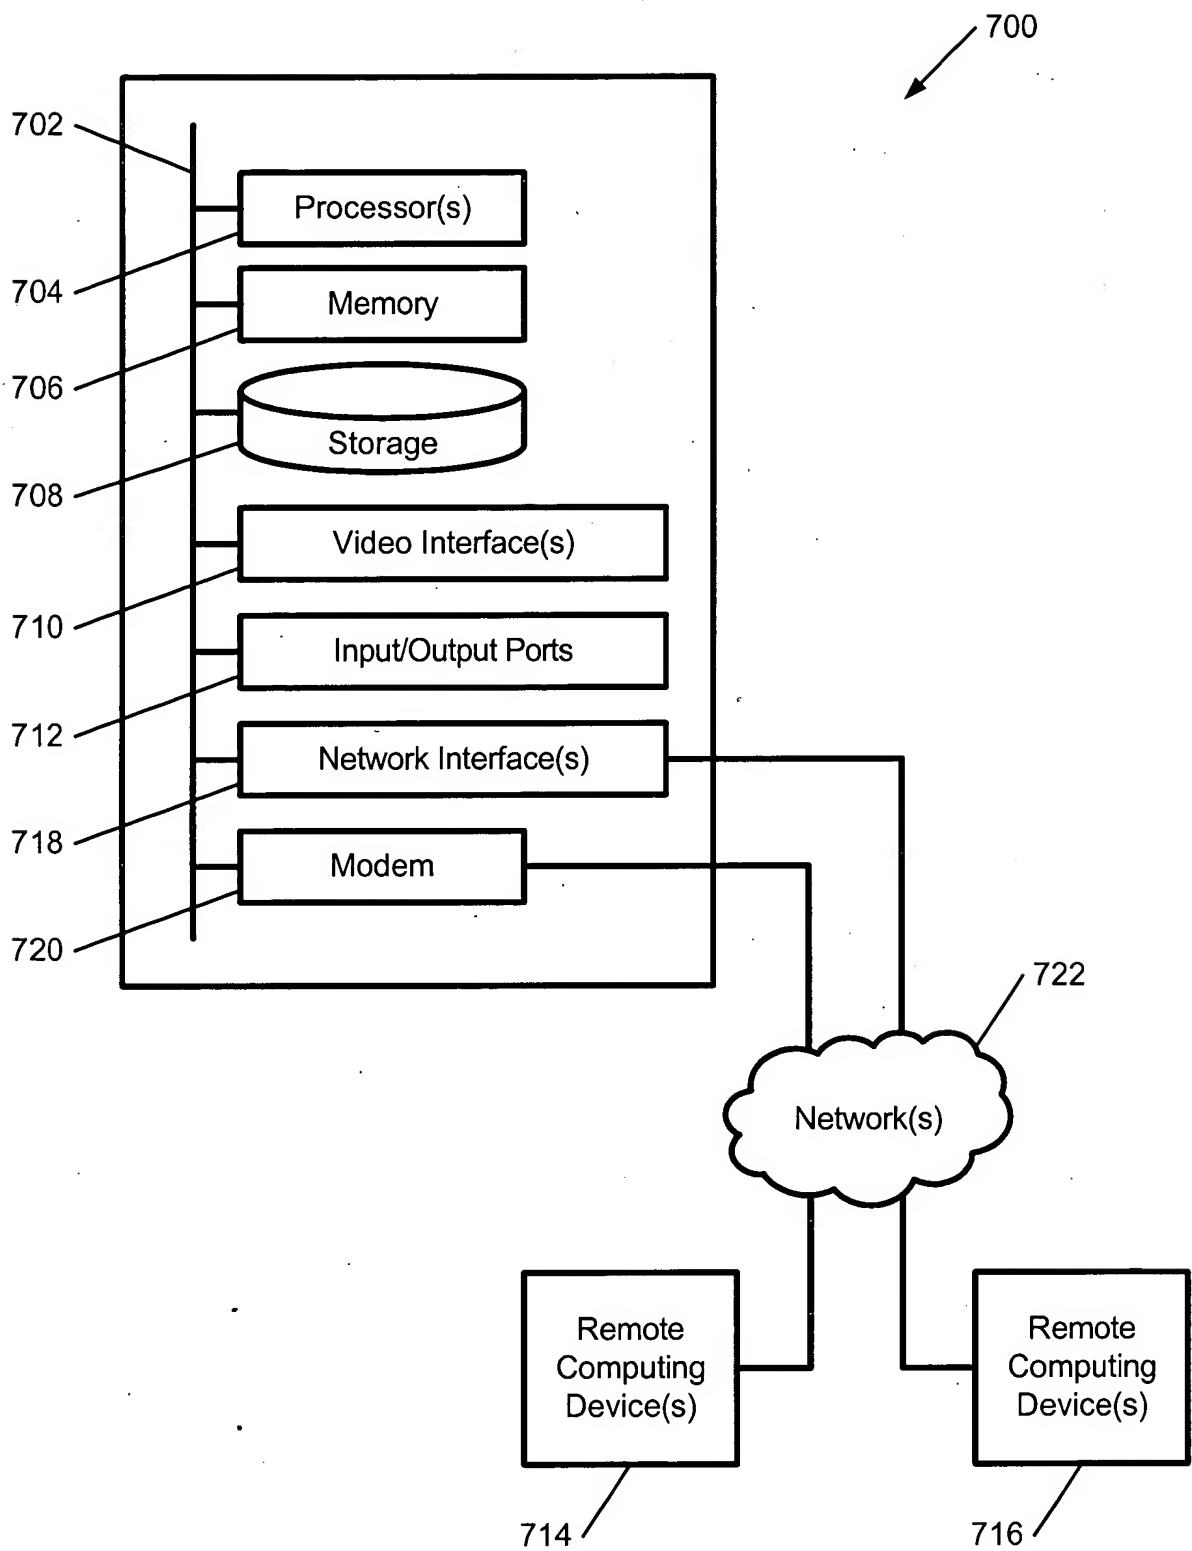 700
702
Processor(s)
704
Memory
706
Storage
708
Video Interface(s)
710
Input/Output Ports
712
Network Interface(s)
718
Modem
720
722
Network(s)
Remote
Computing
Device(s)
Remote
Computing
Device(s)
714
716